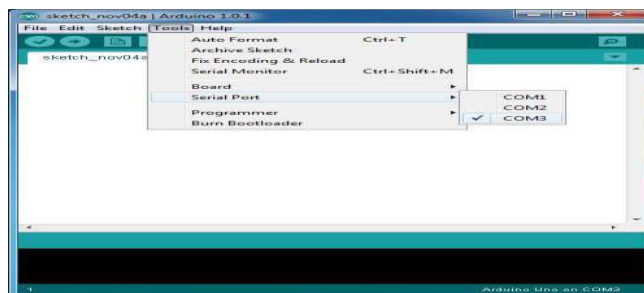 sketch_nov04a | Arduino 1.0.1
File Edit Sketch Tools Help
sketch_nov04a
Auto Format Ctrl+T
Archive Sketch
Fix Encoding & Reload
Serial Monitor Ctrl+Shift+M
Board
Serial Port
Programmer
Burn Bootloader
COM1
COM2
COM3
1 Arduino Uno on COM3